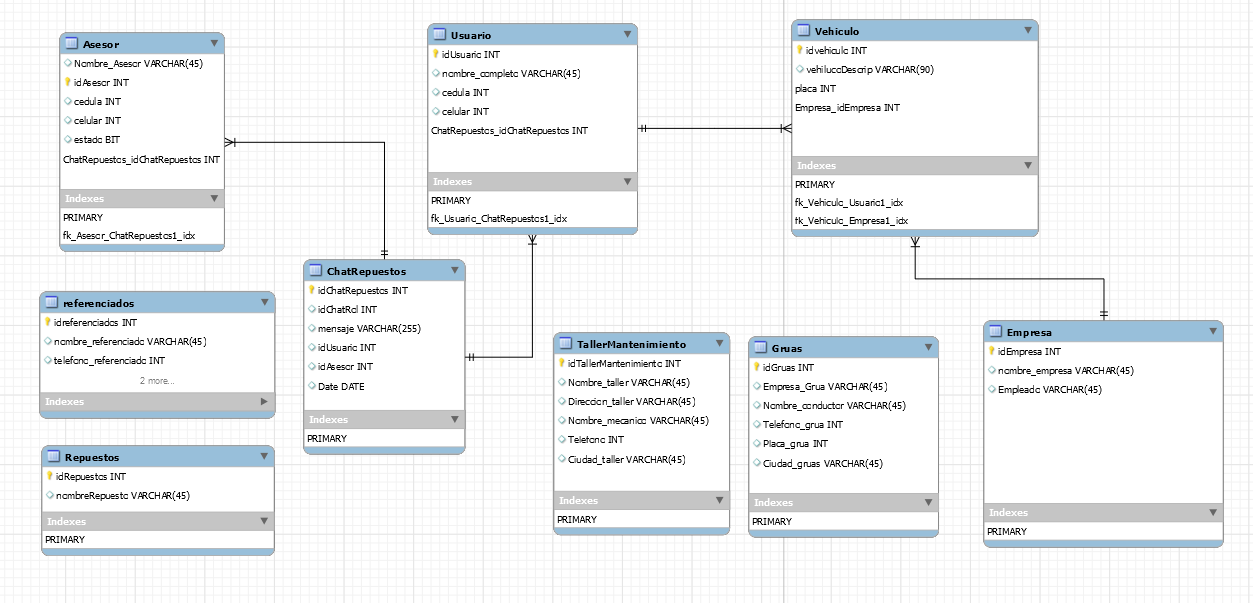 Asesor
Nombre_Asesor VARCHAR(45)
idAsesor INT
cedula INT
celular INT
estado BIT
ChatRepuestos_idChatRepuestos INT
Indexes
PRIMARY
fk_Asesor_ChatRepuestos1_idx
Usuario
idUsuario INT
nombre_completo VARCHAR(45)
cedula INT
celular INT
ChatRepuestos_idChatRepuestos INT
Indexes
PRIMARY
fk_Usuario_ChatRepuestos1_idx
Vehiculo
idvehiculo INT
vehilucoDescrip VARCHAR(90)
placa INT
Empresa_idEmpresa INT
Indexes
PRIMARY
fk_Vehiculo_Usuario1_idx
fk_Vehiculo_Empresa1_idx
referenciados
idreferenciados INT
nombre_referenciado VARCHAR(45)
telefono_referenciado INT
2 more...
Indexes
ChatRepuestos
idChatRepuestos INT
idChatRol INT
mensaje VARCHAR(255)
idUsuario INT
idAsesor INT
Date DATE
Indexes
PRIMARY
Repuestos
idRepuestos INT
nombreRepuesto VARCHAR(45)
Indexes
PRIMARY
TallerMantenimiento
idTallerMantenimiento INT
Nombre_taller VARCHAR(45)
Direccion_taller VARCHAR(45)
Nombre_mecanico VARCHAR(45)
Telefono INT
Ciudad_taller VARCHAR(45)
Indexes
PRIMARY
Gruas
idGruas INT
Empresa_Grua VARCHAR(45)
Nombre_conductor VARCHAR(45)
Telefono_grua INT
Placa_grua INT
Ciudad_gruas VARCHAR(45)
Indexes
PRIMARY
Empresa
idEmpresa INT
nombre_empresa VARCHAR(45)
Empleado VARCHAR(45)
Indexes
PRIMARY